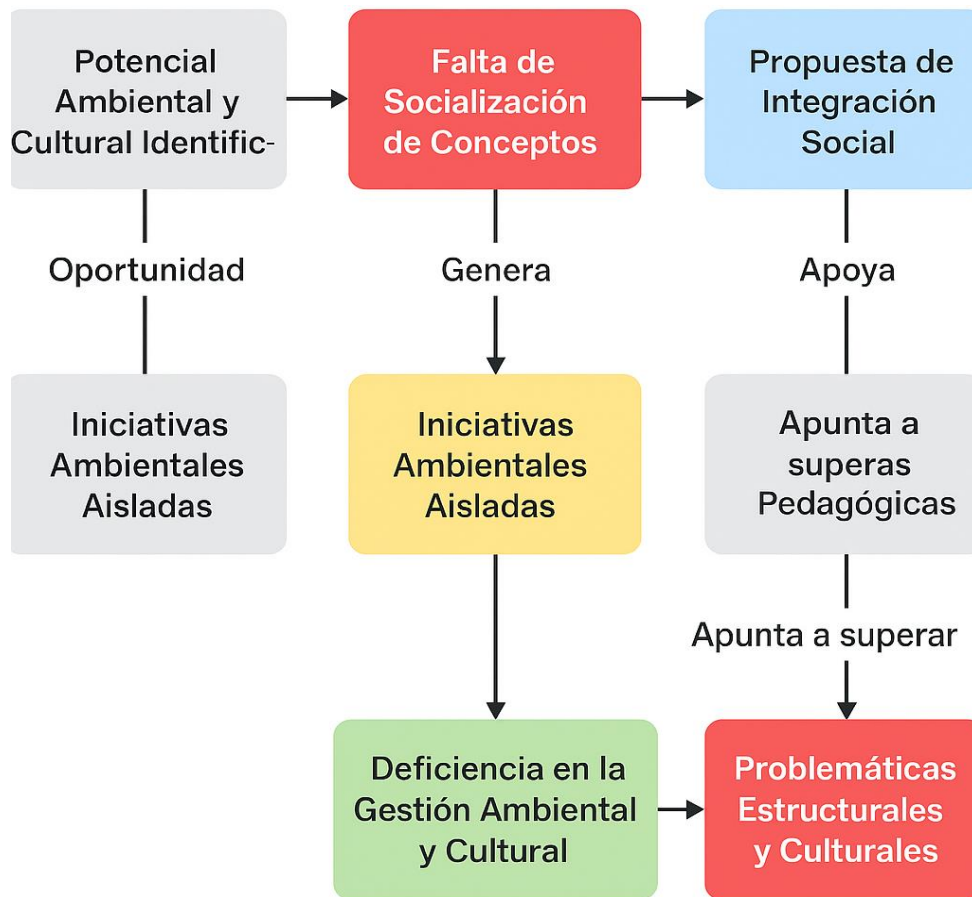 Potencial
Ambiental y
Cultural Identific-
Falta de
Socialización
de Conceptos
Propuesta de
Integración
Social
Oportunidad
Genera
Apoya
Iniciativas
Ambientales
Aisladas
Iniciativas
Ambientales
Aisladas
Apunta a
superas
Pedagógicas
Apunta a superar
Deficiencia en la
Gestión Ambiental
y Cultural
Problemáticas
Estructurales
y Culturales